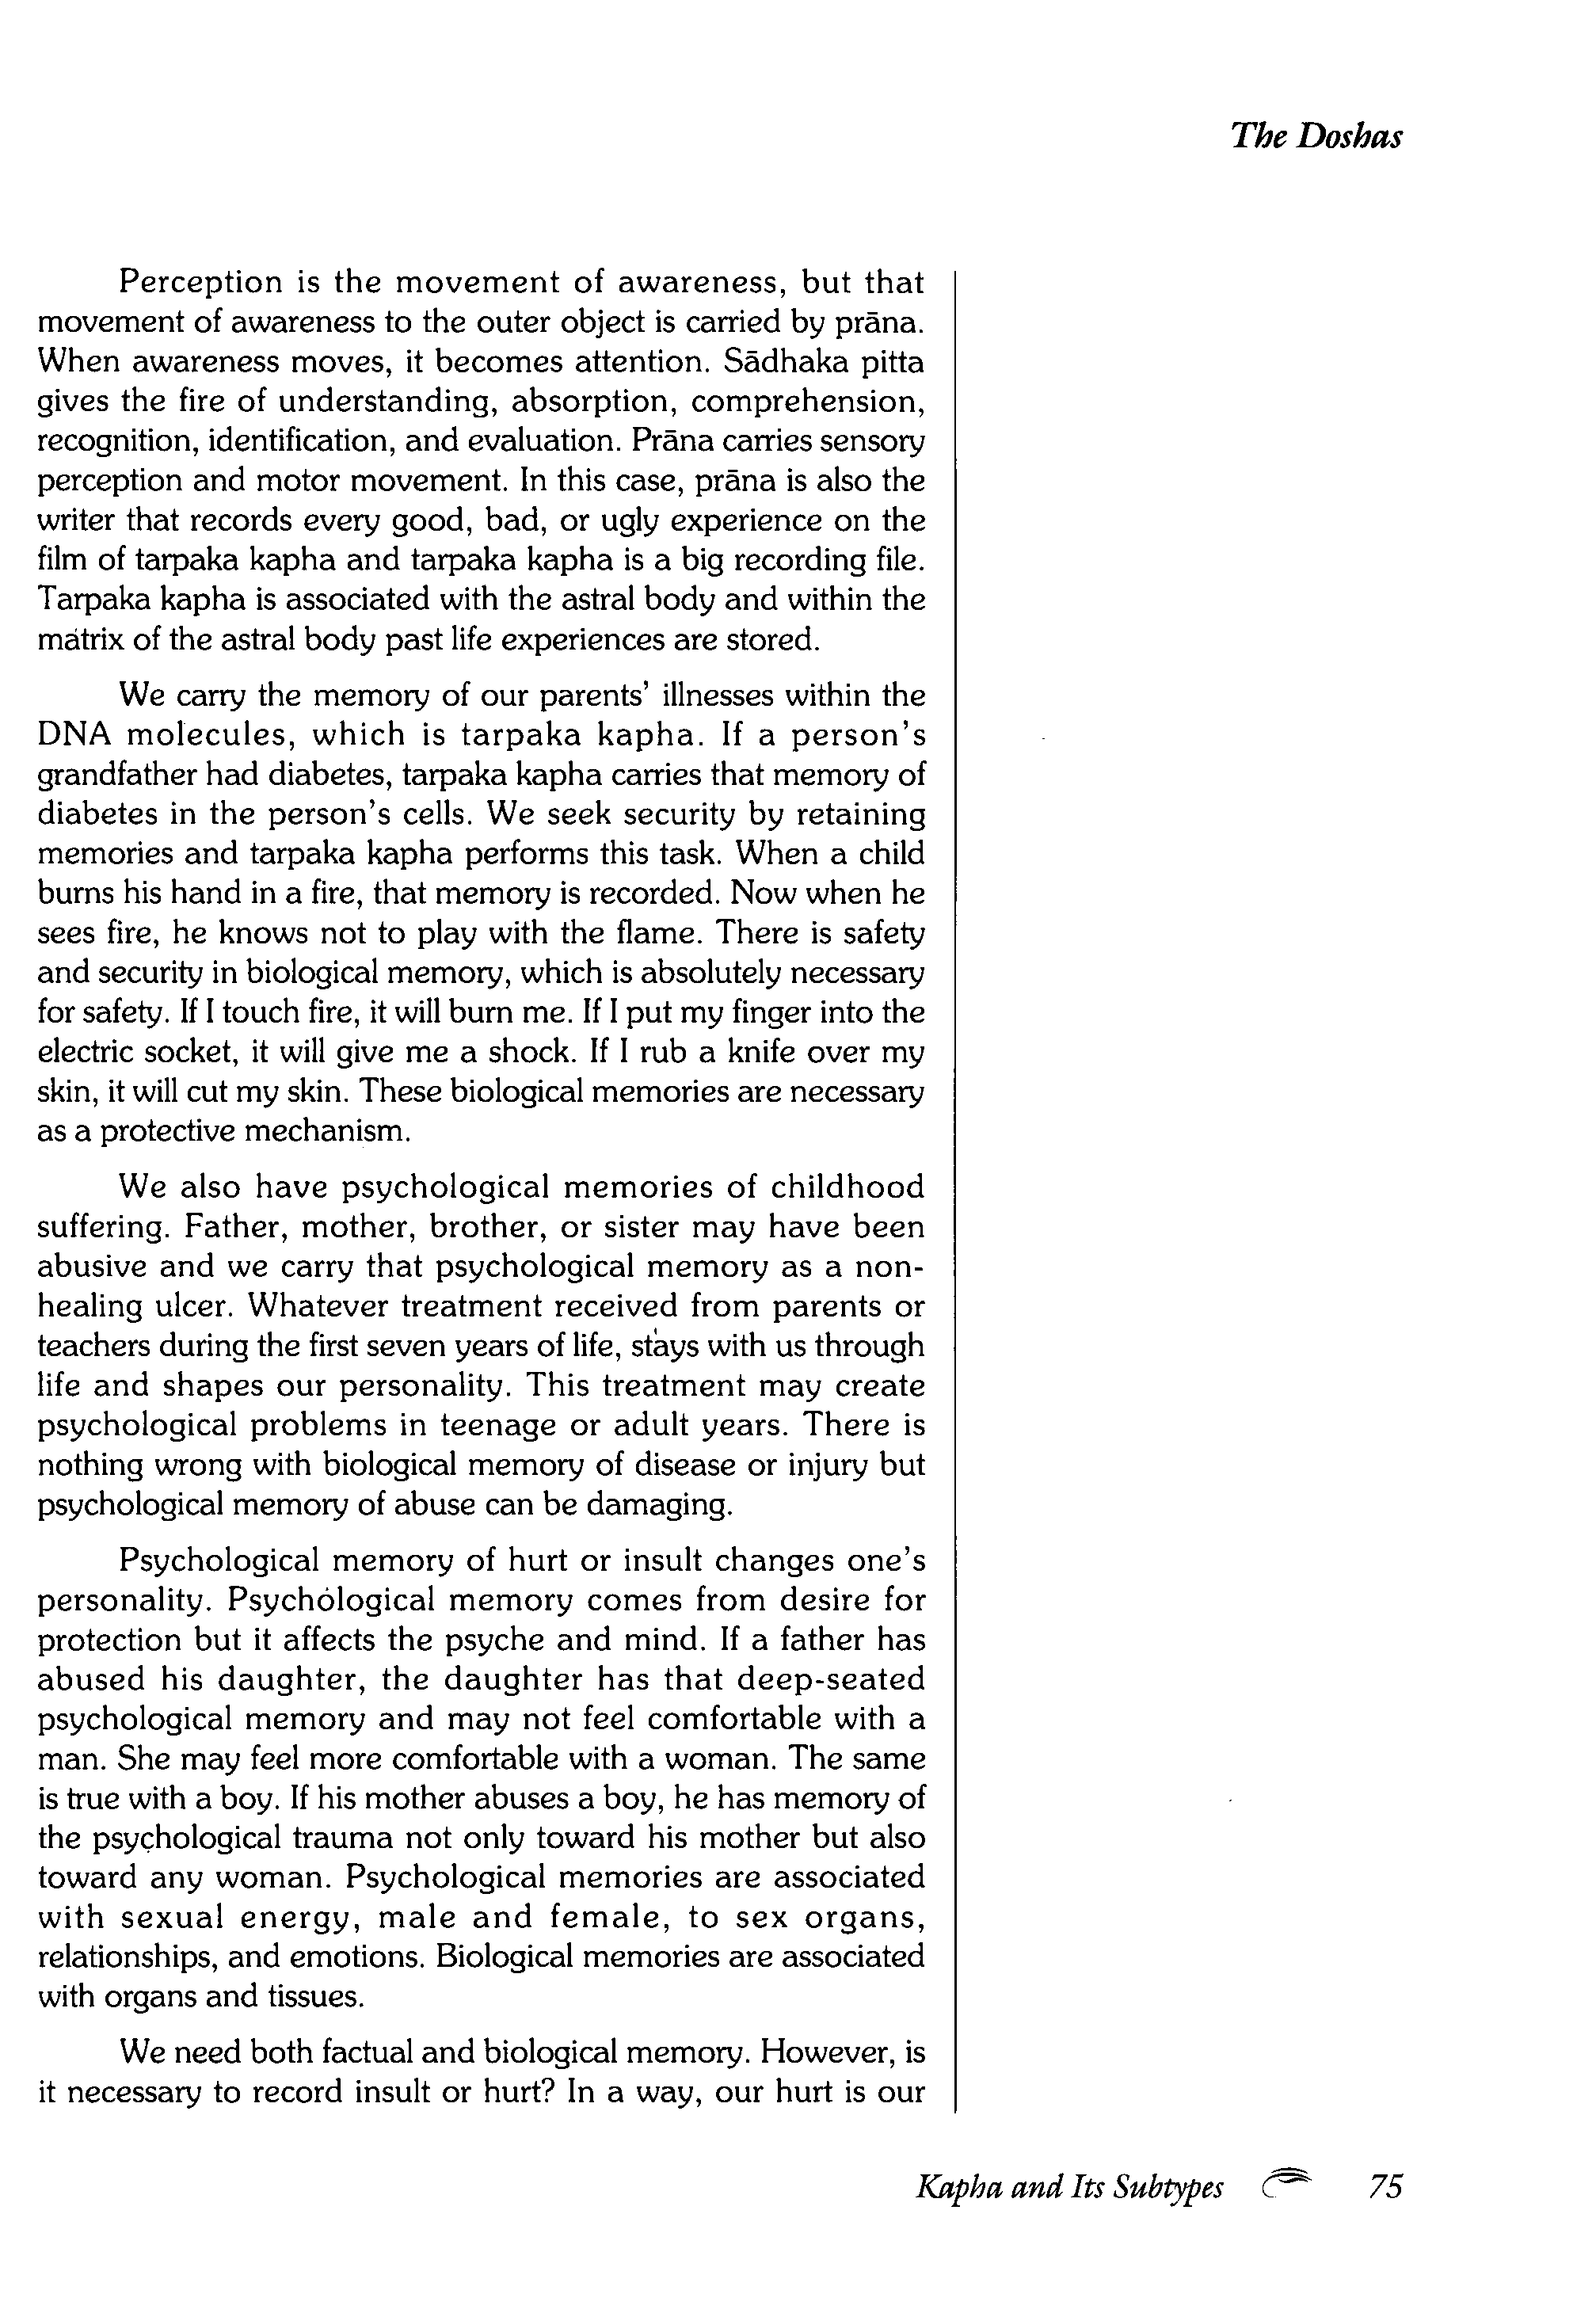 The Doshas
Perception is the movement of awareness, but that
movement of awareness to the outer object is carried by prāna.
When awareness moves, it becomes attention. Sādhaka pitta
gives the fire of understanding, absorption, comprehension,
recognition, identification, and evaluation. Prāna carries sensory
perception and motor movement. In this case, prāna is also the
writer that records every good, bad, or ugly experience on the
film of tarpaka kapha and tarpaka kapha is a big recording file.
Tarpaka kapha is associated with the astral body and within the
matrix of the astral body past life experiences are stored.
We carry the memory of our parents' illnesses within the
DNA molecules, which is tarpaka kapha. If a person's
grandfather had diabetes, tarpaka kapha carries that memory of
diabetes in the person's cells. We seek security by retaining
memories and tarpaka kapha performs this task. When a child
burns his hand in a fire, that memory is recorded. Now when he
sees fire, he knows not to play with the flame. There is safety
and security in biological memory, which is absolutely necessary
for safety. If I touch fire, it will burn me. If I put my finger into the
electric socket, it will give me a shock. If I rub a knife over my
skin, it will cut my skin. These biological memories are necessary
as a protective mechanism.
We also have psychological memories of childhood
suffering. Father, mother, brother, or sister may have been
abusive and we carry that psychological memory as a non-
healing ulcer. Whatever treatment received from parents or
teachers during the first seven years of life, stays with us through
life and shapes our personality. This treatment may create
psychological problems in teenage or adult years. There is
nothing wrong with biological memory of disease or injury but
psychological memory of abuse can be damaging.
Psychological memory of hurt or insult changes one's
personality. Psychological memory comes from desire for
protection but it affects the psyche and mind. If a father has
abused his daughter, the daughter has that deep-seated
psychological memory and may not feel comfortable with a
man. She may feel more comfortable with a woman. The same
is true with a boy. If his mother abuses a boy, he has memory of
the psychological trauma not only toward his mother but also
toward any woman. Psychological memories are associated
with sexual energy, male and female, to sex organs,
relationships, and emotions. Biological memories are associated
with organs and tissues.
We need both factual and biological memory. However, is
it necessary to record insult or hurt? In a way, our hurt is our
Kapha and Its Subtypes 75